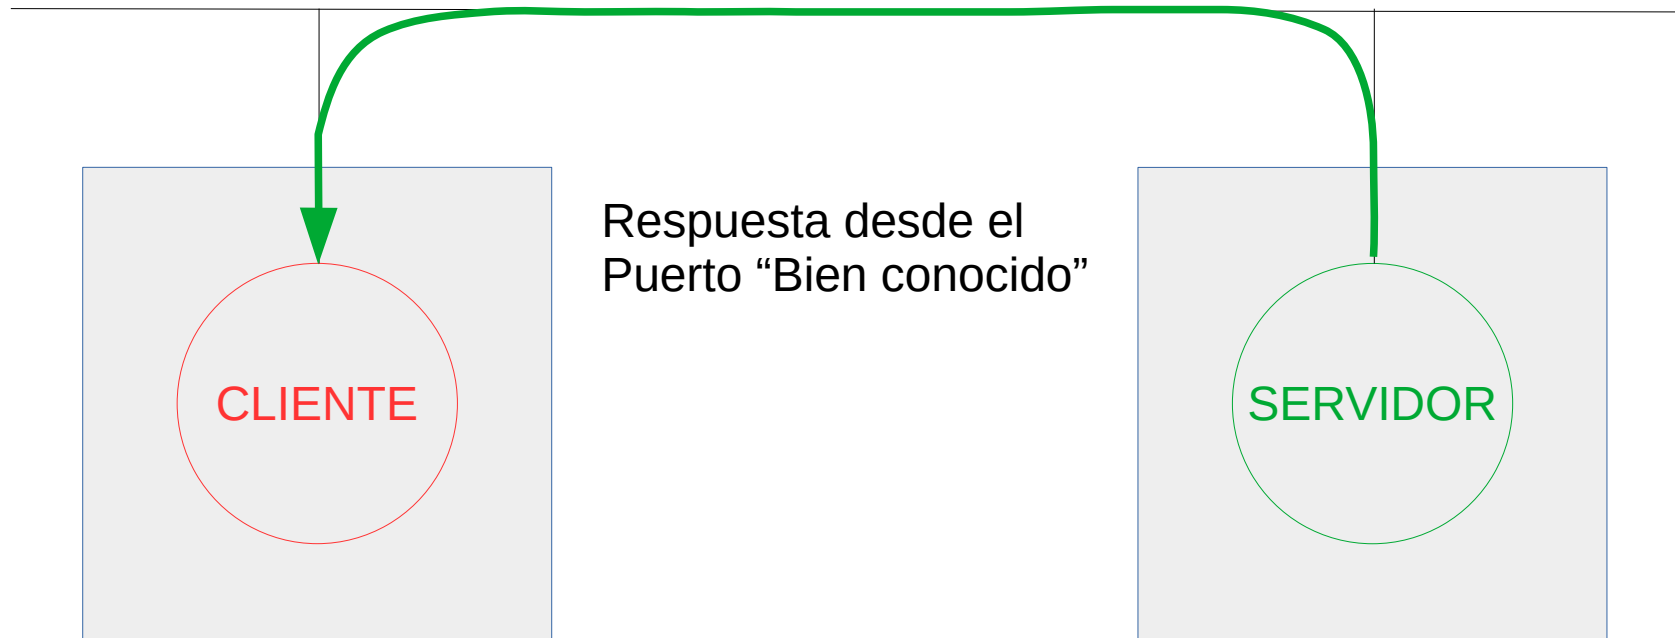 Respuesta desde el
Puerto “Bien conocido”
CLIENTE
SERVIDOR